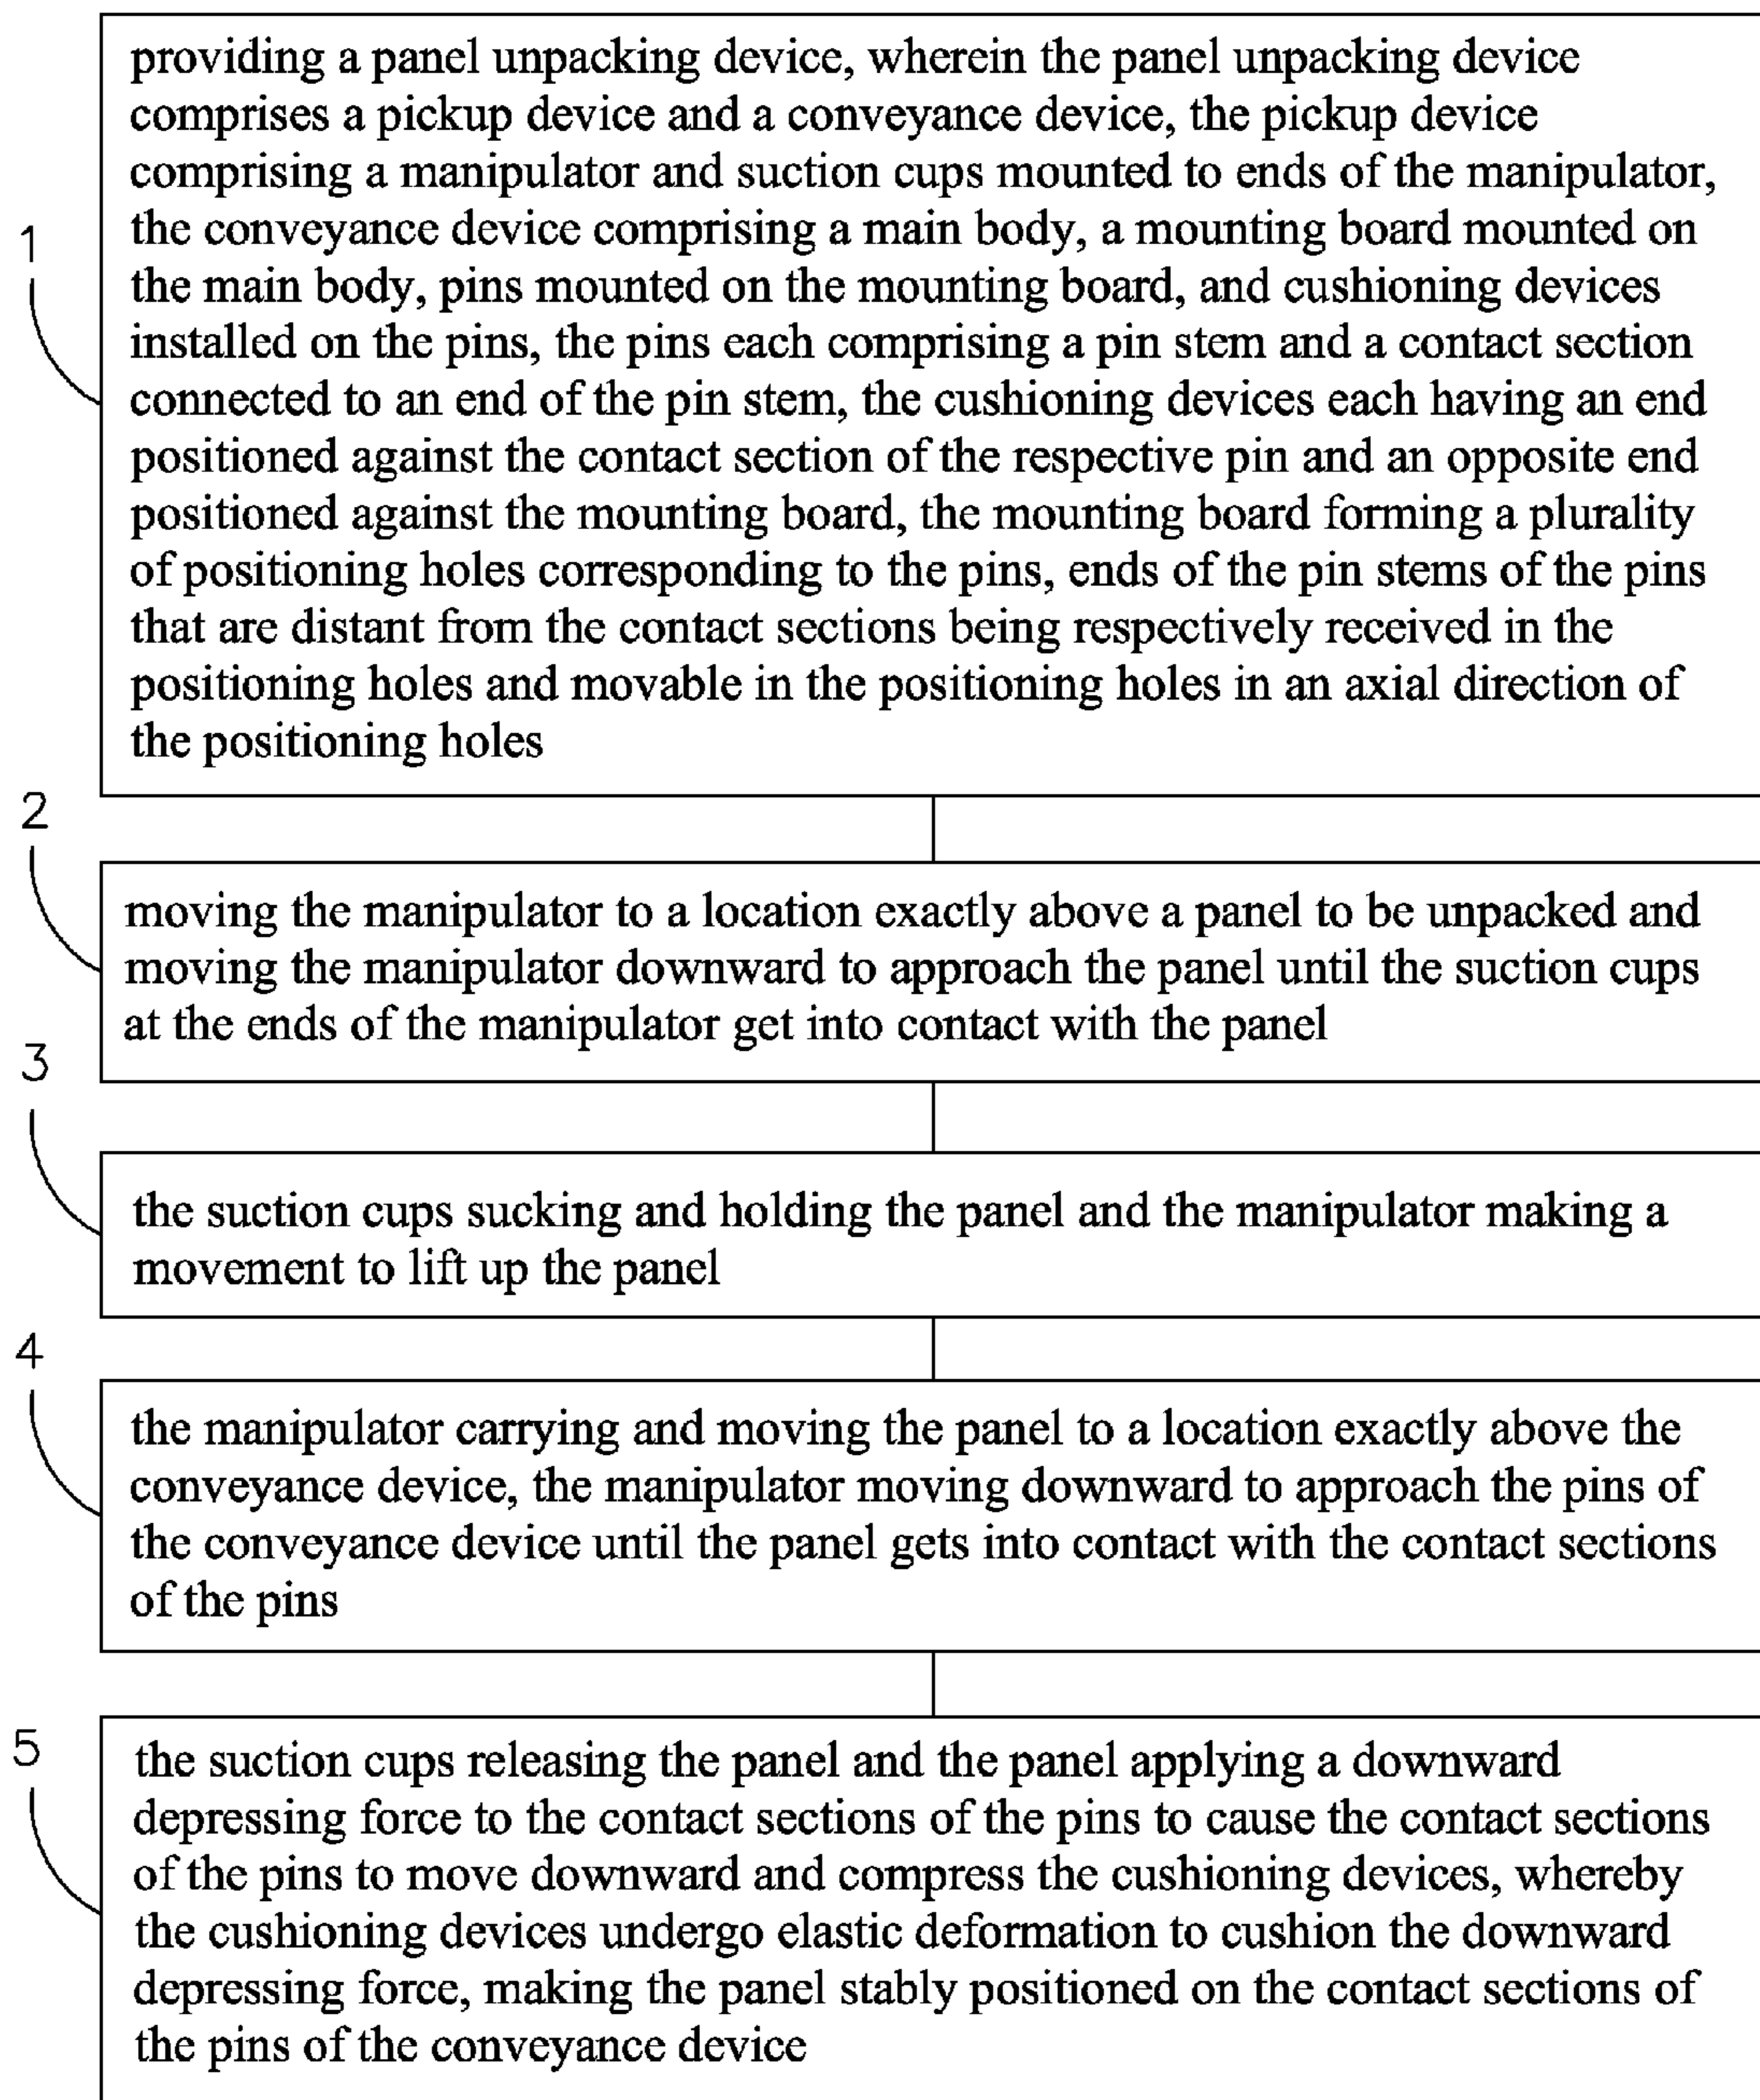 1
providing a panel unpacking device, wherein the panel unpacking device
comprises a pickup device and a conveyance device, the pickup device
comprising a manipulator and suction cups mounted to ends of the manipulator,
the conveyance device comprising a main body, a mounting board mounted on
the main body, pins mounted on the mounting board, and cushioning devices
installed on the pins, the pins each comprising a pin stem and a contact section
connected to an end of the pin stem, the cushioning devices each having an end
positioned against the contact section of the respective pin and an opposite end
positioned against the mounting board, the mounting board forming a plurality
of positioning holes corresponding to the pins, ends of the pin stems of the pins
that are distant from the contact sections being respectively received in the
positioning holes and movable in the positioning holes in an axial direction of
the positioning holes
2
moving the manipulator to a location exactly above a panel to be unpacked and
moving the manipulator downward to approach the panel until the suction cups
at the ends of the manipulator get into contact with the panel
3
the suction cups sucking and holding the panel and the manipulator making a
movement to lift up the panel
4
the manipulator carrying and moving the panel to a location exactly above the
conveyance device, the manipulator moving downward to approach the pins of
the conveyance device until the panel gets into contact with the contact sections
of the pins
5
the suction cups releasing the panel and the panel applying a downward
depressing force to the contact sections of the pins to cause the contact sections
of the pins to move downward and compress the cushioning devices, whereby
the cushioning devices undergo elastic deformation to cushion the downward
depressing force, making the panel stably positioned on the contact sections of
the pins of the conveyance device